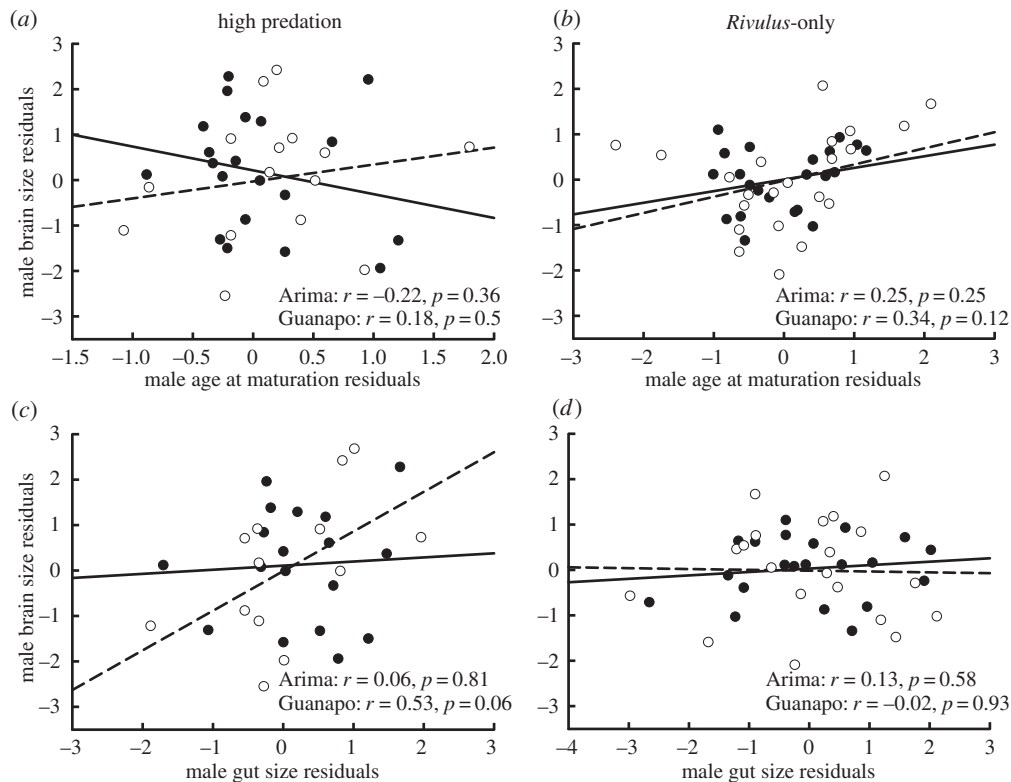 (a) high predation
3
2
1
0
−1
−2
−3
male brain size residuals
Arima: r = −0.22, p = 0.36
Guanapo: r = 0.18, p = 0.5
−1.5 −1.0 −0.5 0 0.5 1.0 1.5 2.0
male age at maturation residuals
(b) Rivulus-only
3
2
1
0
−1
−2
−3
Arima: r = 0.25, p = 0.25
Guanapo: r = 0.34, p = 0.12
−3 −2 −1 0 1 2 3
male age at maturation residuals
(c)
3
2
1
0
−1
−2
−3
male brain size residuals
Arima: r = 0.06, p = 0.81
Guanapo: r = 0.53, p = 0.06
−3 −2 −1 0 1 2 3
male gut size residuals
(d)
3
2
1
0
−1
−2
−3
Arima: r = 0.13, p = 0.58
Guanapo: r = −0.02, p = 0.93
−4 −3 −2 −1 0 1 2 3
male gut size residuals